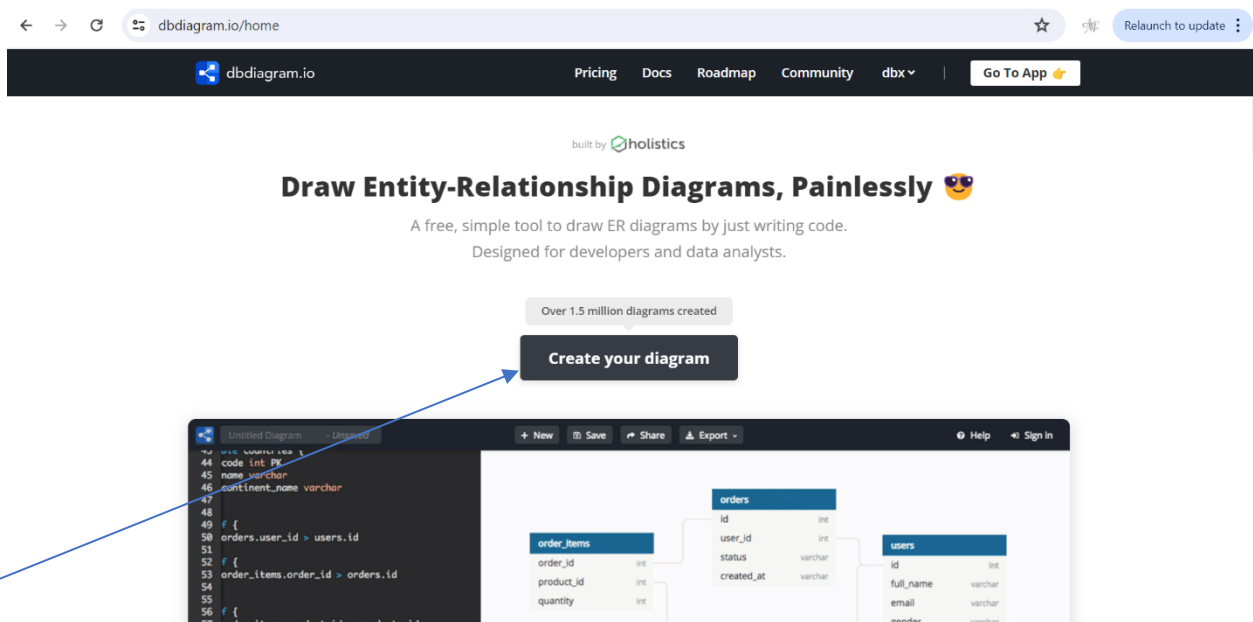 dbdiagram.io/home
Relaunch to update
dbdiagram.io Pricing Docs Roadmap Community dbx Go To App 👉
built by holistics
Draw Entity-Relationship Diagrams, Painlessly 😎
A free, simple tool to draw ER diagrams by just writing code.
Designed for developers and data analysts.
Over 1.5 million diagrams created
Create your diagram
Untitled Diagram - Unsaved + New Save Share Export Help Sign in
44 code int PK
45 name varchar
46 continent_name varchar
47
48
49 f {
50 orders.user_id > users.id
51
52 f {
53 order_items.order_id > orders.id
54
55
56 f {
order_items
order_id int
product_id int
quantity int
orders
id int
user_id int
status varchar
created_at varchar
users
id int
full_name varchar
email varchar
gender varchar